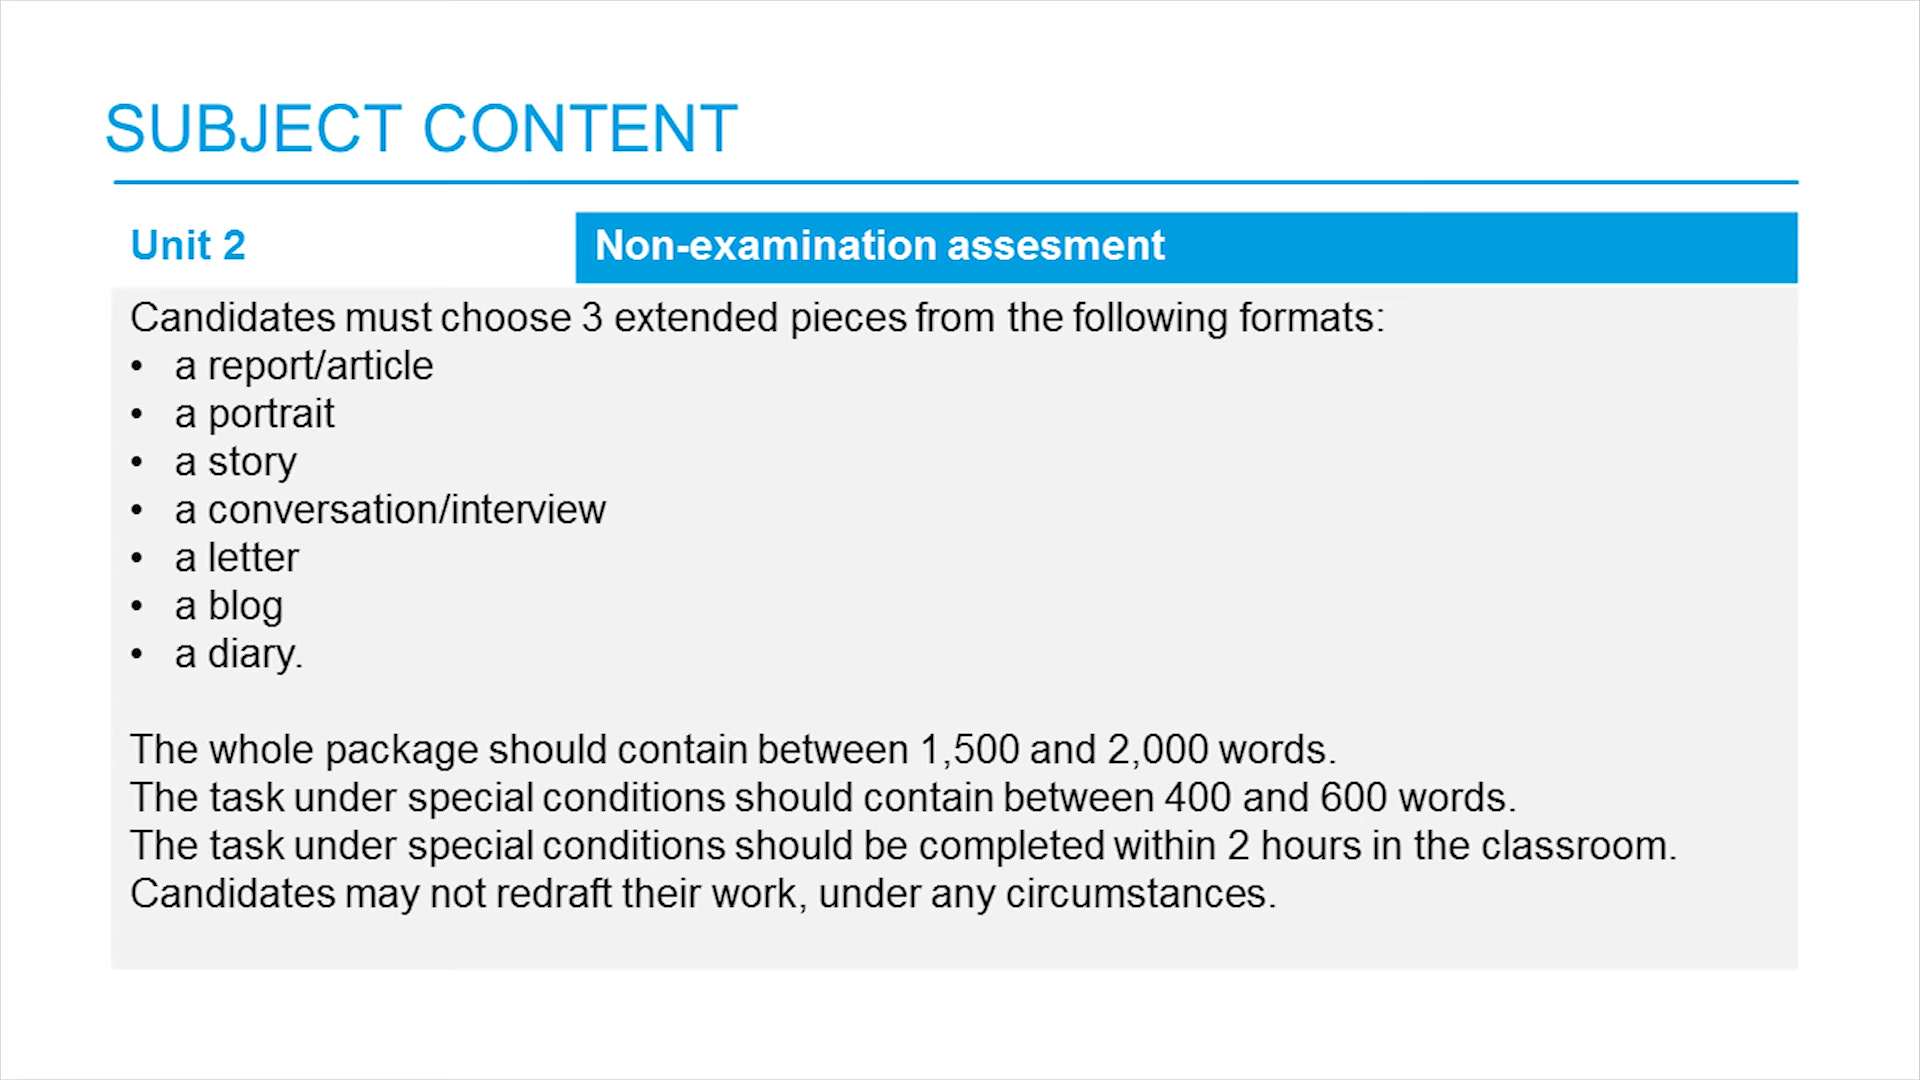 SUBJECT CONTENT
Unit 2
Non-examination assesment
Candidates must choose 3 extended pieces from the following formats:
• a report/article
• a portrait
• a story
• a conversation/interview
• a letter
• a blog
• a diary.
The whole package should contain between 1,500 and 2,000 words.
The task under special conditions should contain between 400 and 600 words.
The task under special conditions should be completed within 2 hours in the classroom.
Candidates may not redraft their work, under any circumstances.